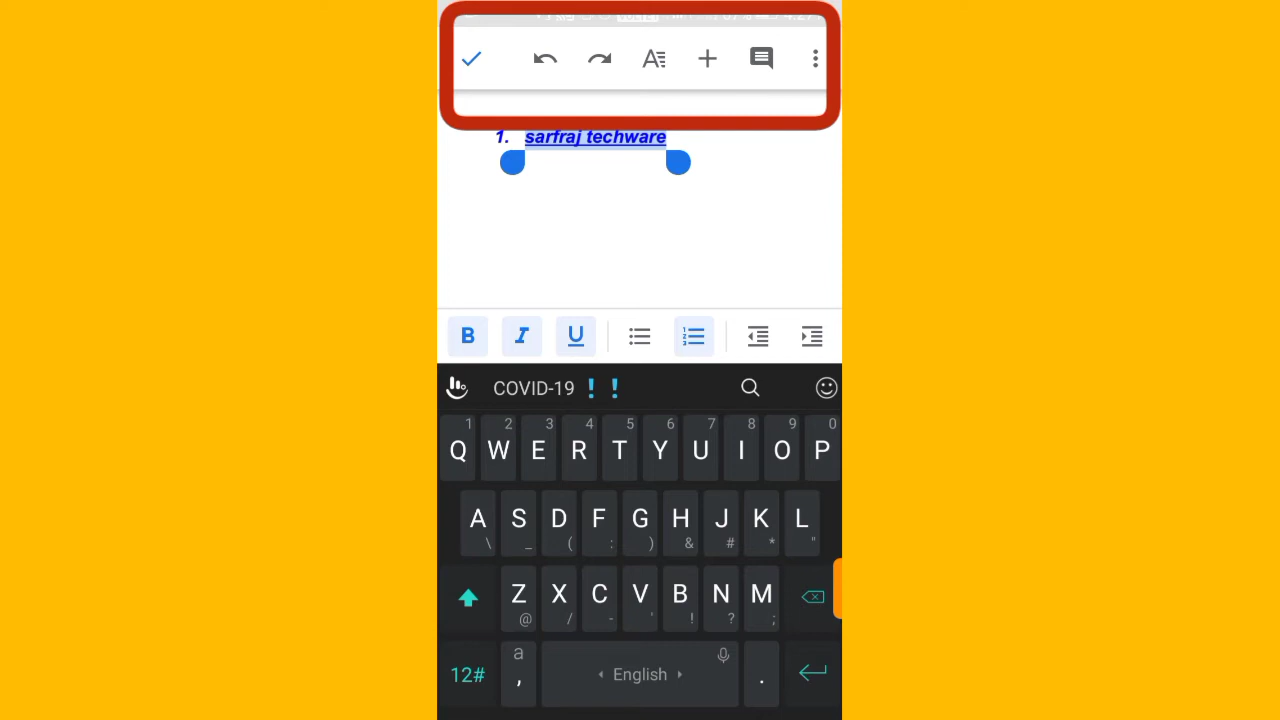 1. sarfraj techware
B I U
COVID-19 ❗❗
1 2 3 4 5 6 7 8 9 0
Q W E R T Y U I O P
A S D F G H J K L
\ _ ( : ) & # * "
Z X C V B N M
@ / - ' ! ? ;
a
12# , English .